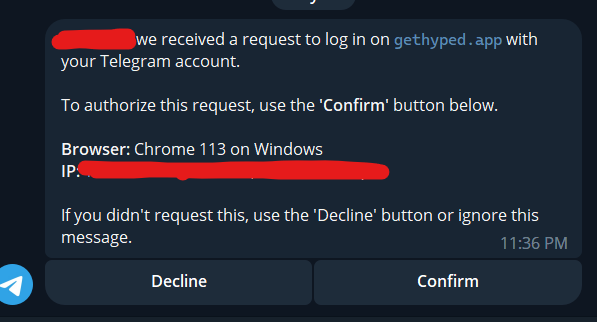 we received a request to log in on gethyped.app with
your Telegram account.
To authorize this request, use the 'Confirm' button below.
Browser: Chrome 113 on Windows
IP:
If you didn't request this, use the 'Decline' button or ignore this
message.
11:36 PM
Decline
Confirm